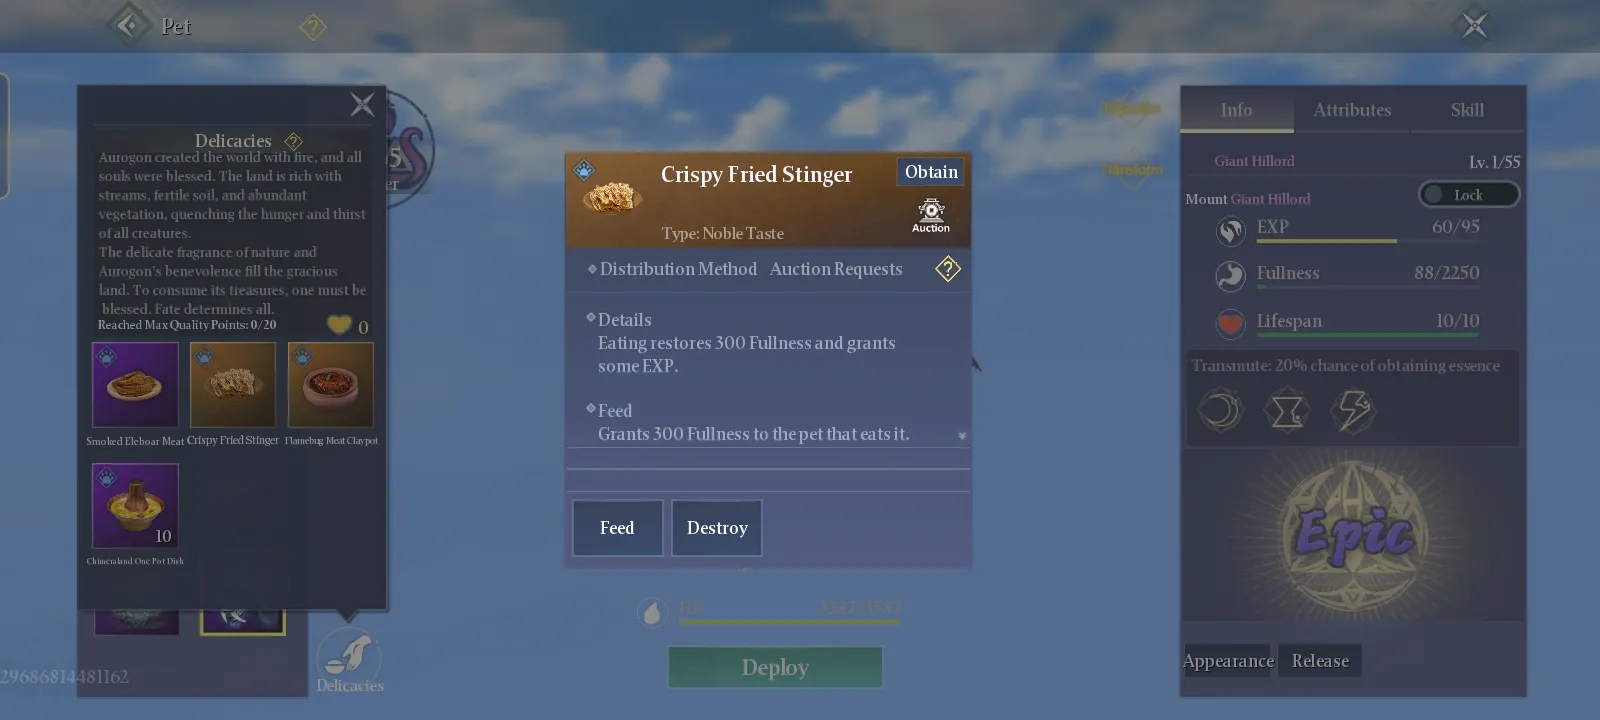 Pet
?
Delicacies ?
Aurogon created the world with fire, and all
souls were blessed. The land is rich with
streams, fertile soil, and abundant
vegetation, quenching the hunger and thirst
of all creatures.
The delicate fragrance of nature and
Aurogon's benevolence fill the gracious
land. To consume its treasures, one must be
blessed. Fate determines all.
Reached Max Quality Points: 0/20
0
Smoked Eleboar Meat
Crispy Fried Stinger
Flamebug Meat Claypot
10
Chimeraland One Pot Dish
29686814481162
Delicacies
Crispy Fried Stinger
Obtain
Type: Noble Taste
Auction
Distribution Method Auction Requests
?
Details
Eating restores 300 Fullness and grants
some EXP.
Feed
Grants 300 Fullness to the pet that eats it.
Feed
Destroy
HP 3582/3582
Deploy
Transform
Info
Attributes
Skill
Giant Hillord
Lv. 1/55
Mount Giant Hillord
Lock
EXP 60/95
Fullness 88/2250
Lifespan 10/10
Transmute: 20% chance of obtaining essence
Epic
Appearance
Release